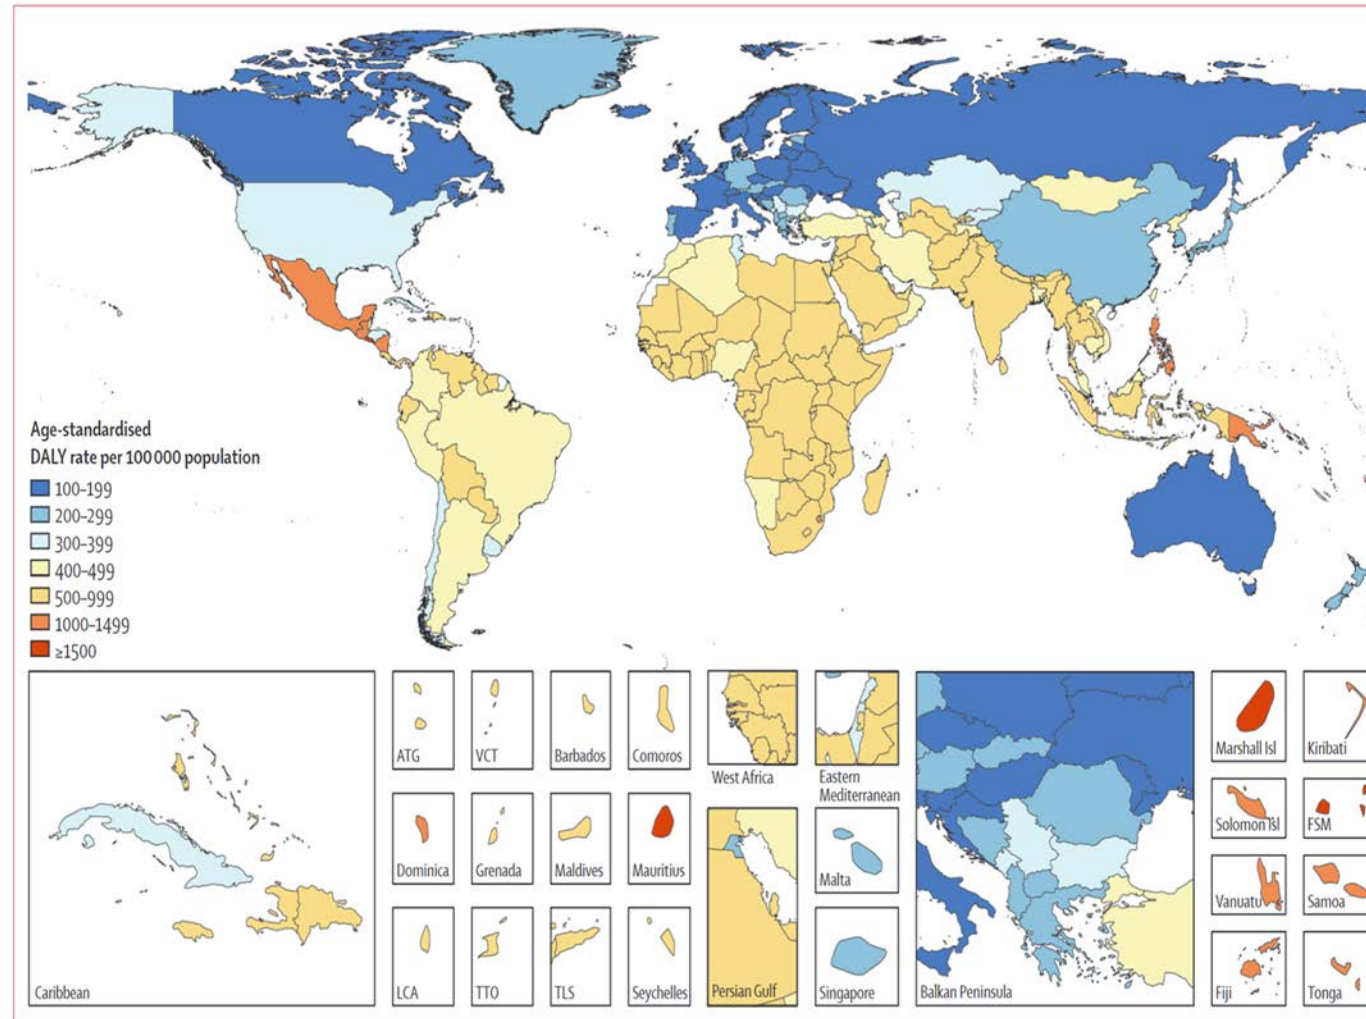 Age-standardised
DALY rate per 100 000 population
100–199
200–299
300–399
400–499
500–999
1000–1499
≥1500
Caribbean
ATG
VCT
Barbados
Comoros
Dominica
Grenada
Maldives
Mauritius
LCA
TTO
TLS
Seychelles
West Africa
Eastern
Mediterranean
Persian Gulf
Malta
Singapore
Balkan Peninsula
Marshall Isl
Kiribati
Solomon Isl
FSM
Vanuatu
Samoa
Fiji
Tonga